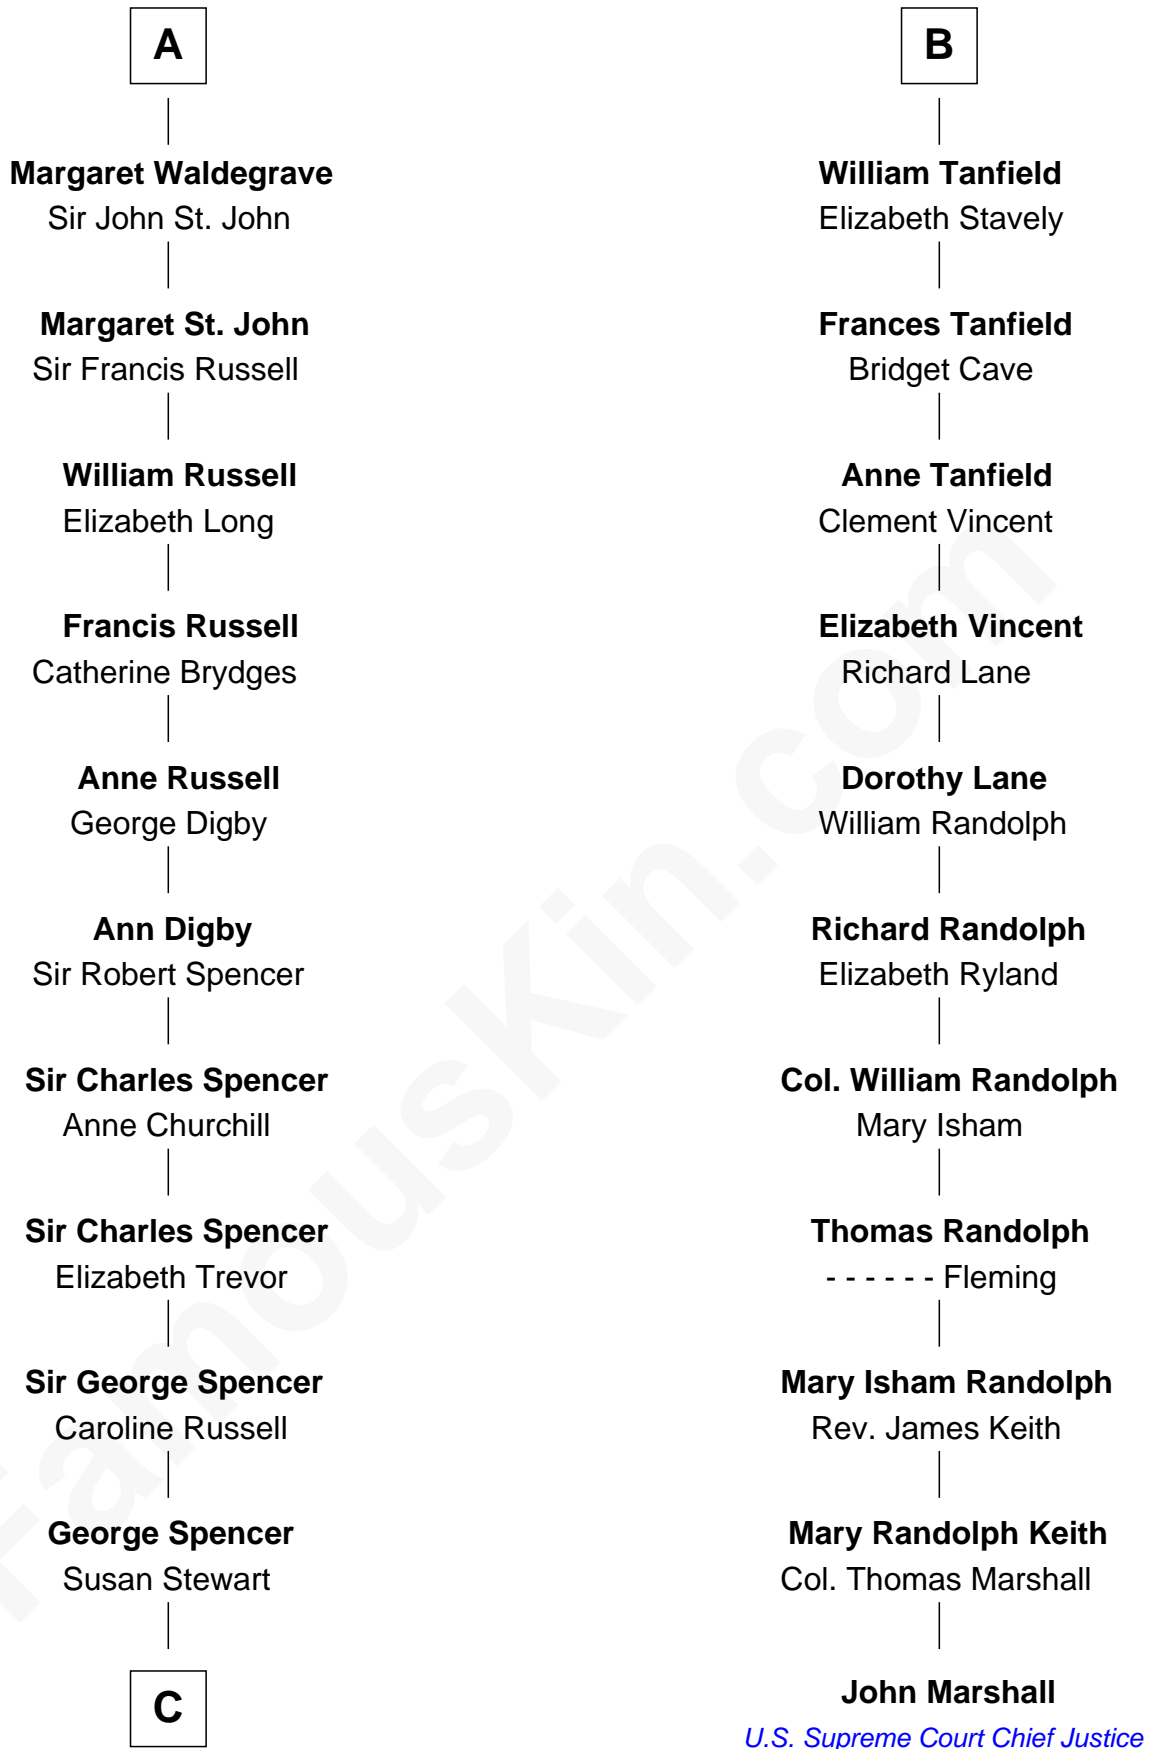 A
Margaret Waldegrave
Sir John St. John
Margaret St. John
Sir Francis Russell
William Russell
Elizabeth Long
Francis Russell
Catherine Brydges
Anne Russell
George Digby
Ann Digby
Sir Robert Spencer
Sir Charles Spencer
Anne Churchill
Sir Charles Spencer
Elizabeth Trevor
Sir George Spencer
Caroline Russell
George Spencer
Susan Stewart
C
B
William Tanfield
Elizabeth Stavely
Frances Tanfield
Bridget Cave
Anne Tanfield
Clement Vincent
Elizabeth Vincent
Richard Lane
Dorothy Lane
William Randolph
Richard Randolph
Elizabeth Ryland
Col. William Randolph
Mary Isham
Thomas Randolph
- - - - - - Fleming
Mary Isham Randolph
Rev. James Keith
Mary Randolph Keith
Col. Thomas Marshall
John Marshall
U.S. Supreme Court Chief Justice
FamousKin.com